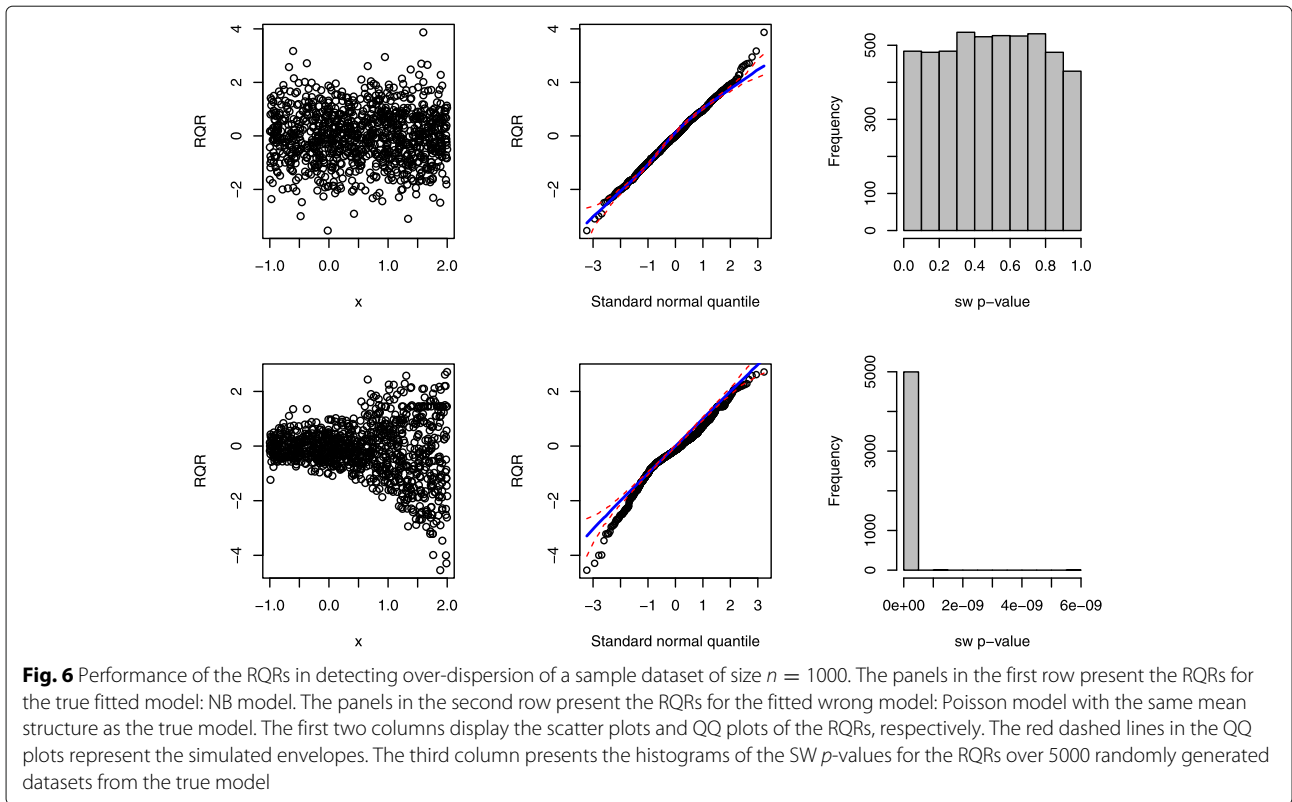 4
2
0
−2
RQR
−1.0 0.0 1.0 2.0
x
4
2
0
−2
RQR
−3 −1 0 1 2 3
Standard normal quantile
500
300
100
0
Frequency
0.0 0.2 0.4 0.6 0.8 1.0
sw p−value
2
0
−2
−4
RQR
−1.0 0.0 1.0 2.0
x
2
0
−2
−4
RQR
−3 −1 0 1 2 3
Standard normal quantile
5000
3000
1000
0
Frequency
0e+00 2e−09 4e−09 6e−09
sw p−value
Fig. 6 Performance of the RQRs in detecting over-dispersion of a sample dataset of size n = 1000. The panels in the first row present the RQRs for
the true fitted model: NB model. The panels in the second row present the RQRs for the fitted wrong model: Poisson model with the same mean
structure as the true model. The first two columns display the scatter plots and QQ plots of the RQRs, respectively. The red dashed lines in the QQ
plots represent the simulated envelopes. The third column presents the histograms of the SW p-values for the RQRs over 5000 randomly generated
datasets from the true model